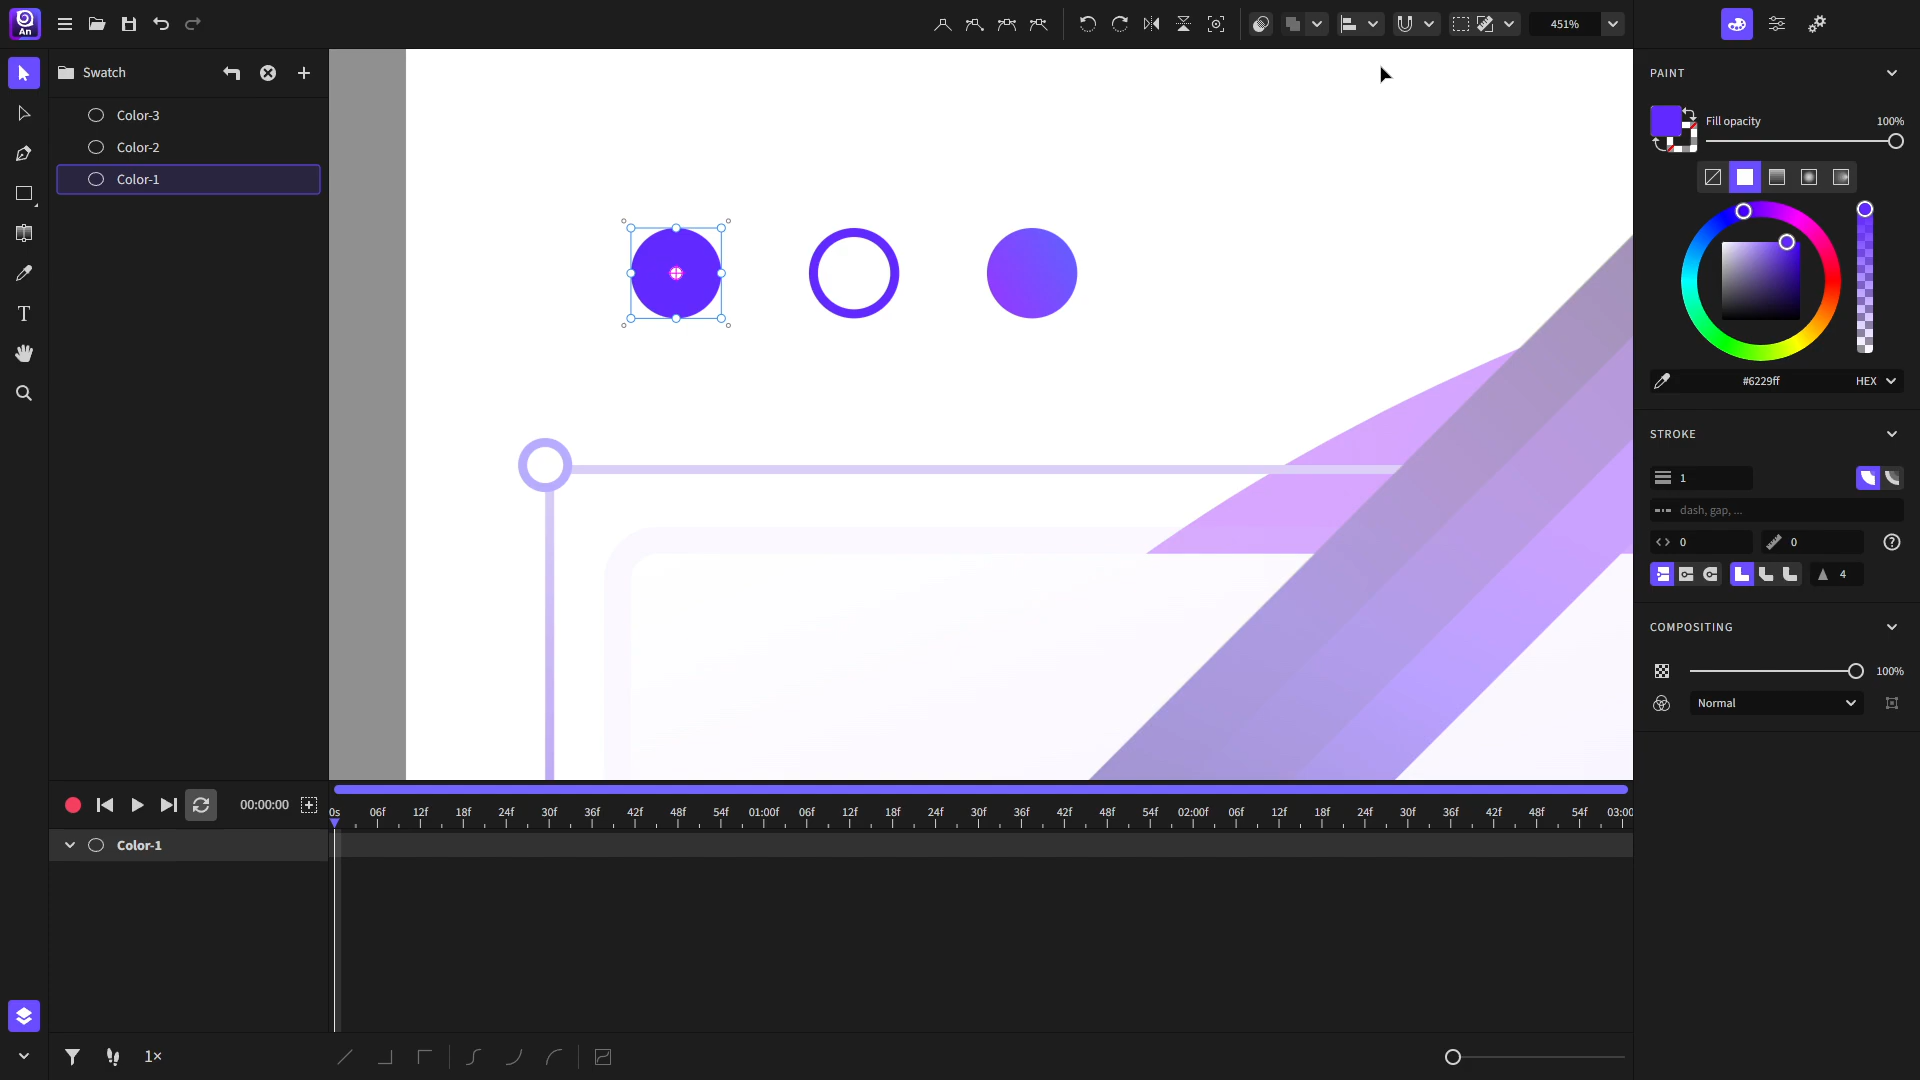 An
451%
Swatch
Color-3
Color-2
Color-1
PAINT
Fill opacity 100%
#6229ff HEX
STROKE
1
dash, gap, ...
0 0
4
COMPOSITING
100%
Normal
00:00:00
0s 06f 12f 18f 24f 30f 36f 42f 48f 54f 01:00f 06f 12f 18f 24f 30f 36f 42f 48f 54f 02:00f 06f 12f 18f 24f 30f 36f 42f 48f 54f 03:00
Color-1
1×